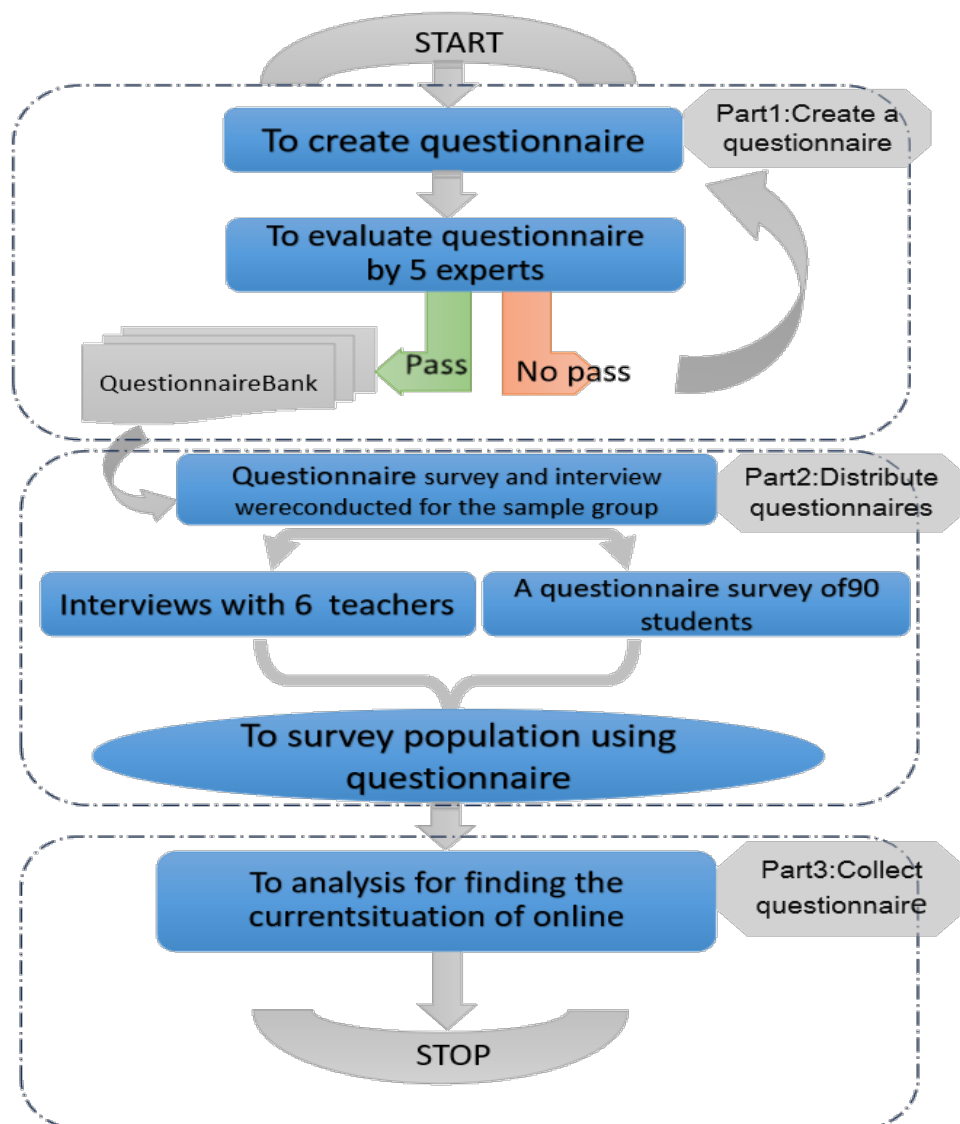 START
Part1:Create a
questionnaire
To create questionnaire
To evaluate questionnaire
by 5 experts
Pass
No pass
QuestionnaireBank
Questionnaire survey and interview
wereconducted for the sample group
Part2:Distribute
questionnaires
Interviews with 6 teachers
A questionnaire survey of90
students
To survey population using
questionnaire
To analysis for finding the
currentsituation of online
Part3:Collect
questionnaire
STOP